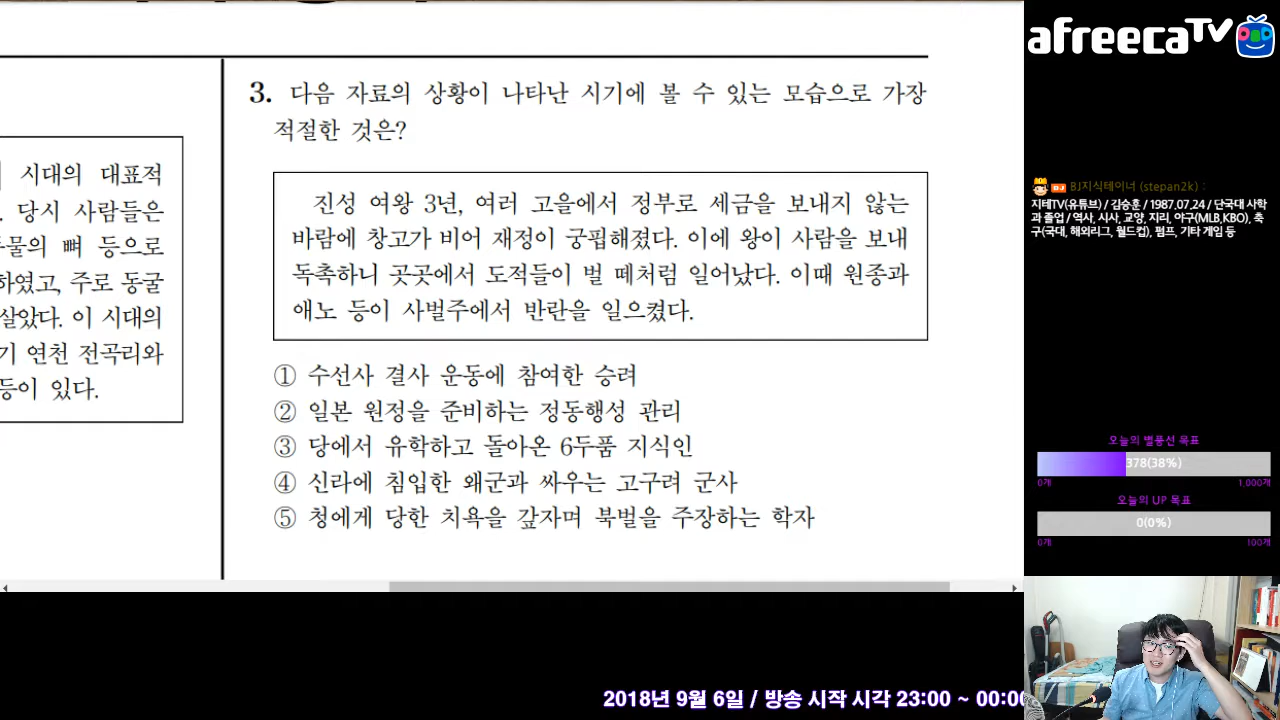 시대의 대표적
. 당시 사람들은
물의 뼈 등으로
하였고, 주로 동굴
살았다. 이 시대의
기 연천 전곡리와
등이 있다.
3. 다음 자료의 상황이 나타난 시기에 볼 수 있는 모습으로 가장
적절한 것은?
진성 여왕 3년, 여러 고을에서 정부로 세금을 보내지 않는
바람에 창고가 비어 재정이 궁핍해졌다. 이에 왕이 사람을 보내
독촉하니 곳곳에서 도적들이 벌 떼처럼 일어났다. 이때 원종과
애노 등이 사벌주에서 반란을 일으켰다.
① 수선사 결사 운동에 참여한 승려
② 일본 원정을 준비하는 정동행성 관리
③ 당에서 유학하고 돌아온 6두품 지식인
④ 신라에 침입한 왜군과 싸우는 고구려 군사
⑤ 청에게 당한 치욕을 갚자며 북벌을 주장하는 학자
afreecaTV
BJ지식테이너 (stepan2k) :
지테TV(유튜브) / 김승훈 / 1987.07.24 / 단국대 사학
과 졸업 / 역사, 시사, 교양, 지리, 야구(MLB,KBO), 축
구(국대, 해외리그, 월드컵), 펌프, 기타 게임 등
오늘의 별풍선 목표
378(38%)
0개 1,000개
오늘의 UP 목표
0(0%)
0개 100개
2018년 9월 6일 / 방송 시작 시각 23:00 ~ 00:00